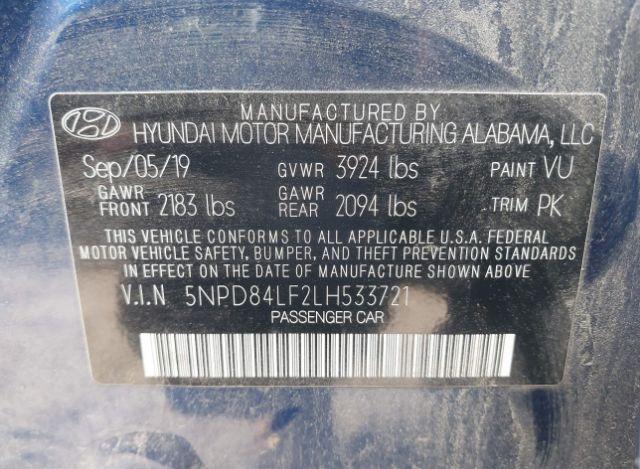 MANUFACTURED BY
HYUNDAI MOTOR MANUFACTURING ALABAMA, LLC
Sep/05/19 GVWR 3924 lbs PAINT VU
GAWR FRONT 2183 lbs GAWR REAR 2094 lbs TRIM PK
THIS VEHICLE CONFORMS TO ALL APPLICABLE U.S.A. FEDERAL
MOTOR VEHICLE SAFETY, BUMPER, AND THEFT PREVENTION STANDARDS
IN EFFECT ON THE DATE OF MANUFACTURE SHOWN ABOVE
V.I.N 5NPD84LF2LH533721
PASSENGER CAR